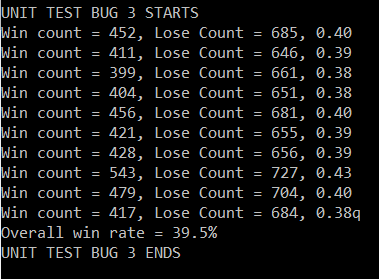 UNIT TEST BUG 3 STARTS
Win count = 452, Lose Count = 685, 0.40
Win count = 411, Lose Count = 646, 0.39
Win count = 399, Lose Count = 661, 0.38
Win count = 404, Lose Count = 651, 0.38
Win count = 456, Lose Count = 681, 0.40
Win count = 421, Lose Count = 655, 0.39
Win count = 428, Lose Count = 656, 0.39
Win count = 543, Lose Count = 727, 0.43
Win count = 479, Lose Count = 704, 0.40
Win count = 417, Lose Count = 684, 0.38q
Overall win rate = 39.5%
UNIT TEST BUG 3 ENDS